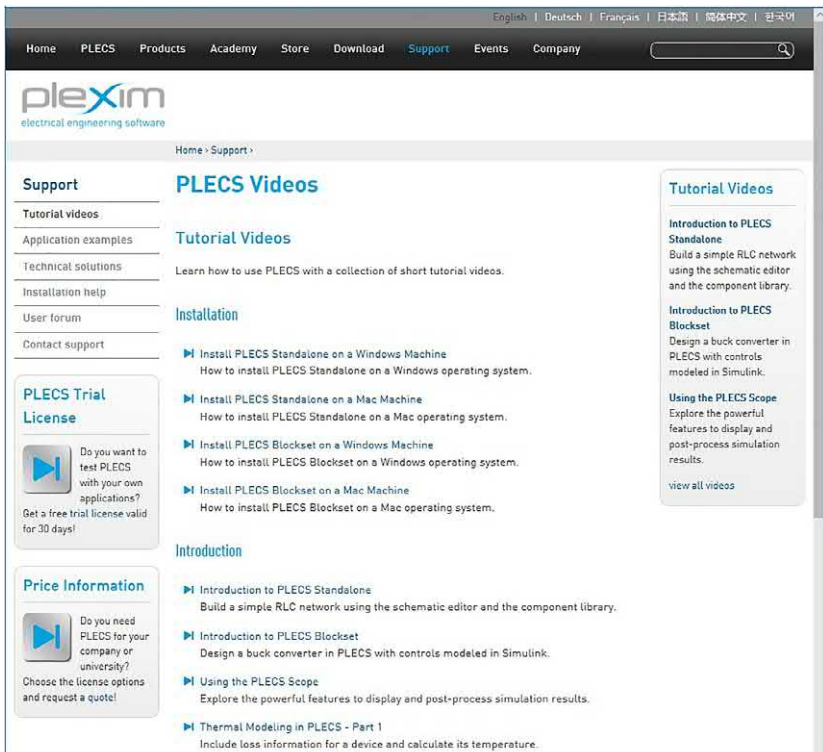 English | Deutsch | Français | 日本語 | 简体中文 | 한국어
Home PLECS Products Academy Store Download Support Events Company
plexim
electrical engineering software
Home › Support ›
Support
Tutorial videos
Application examples
Technical solutions
Installation help
User forum
Contact support
PLECS Trial
License
Do you want to
test PLECS
with your own
applications?
Get a free trial license valid
for 30 days!
Price Information
Do you need
PLECS for your
company or
university?
Choose the license options
and request a quote!
PLECS Videos
Tutorial Videos
Learn how to use PLECS with a collection of short tutorial videos.
Installation
Install PLECS Standalone on a Windows Machine
How to install PLECS Standalone on a Windows operating system.
Install PLECS Standalone on a Mac Machine
How to install PLECS Standalone on a Mac operating system.
Install PLECS Blockset on a Windows Machine
How to install PLECS Blockset on a Windows operating system.
Install PLECS Blockset on a Mac Machine
How to install PLECS Blockset on a Mac operating system.
Introduction
Introduction to PLECS Standalone
Build a simple RLC network using the schematic editor and the component library.
Introduction to PLECS Blockset
Design a buck converter in PLECS with controls modeled in Simulink.
Using the PLECS Scope
Explore the powerful features to display and post-process simulation results.
Thermal Modeling in PLECS - Part 1
Include loss information for a device and calculate its temperature.
Tutorial Videos
Introduction to PLECS
Standalone
Build a simple RLC network
using the schematic editor
and the component library.
Introduction to PLECS
Blockset
Design a buck converter in
PLECS with controls
modeled in Simulink.
Using the PLECS Scope
Explore the powerful
features to display and
post-process simulation
results.
view all videos